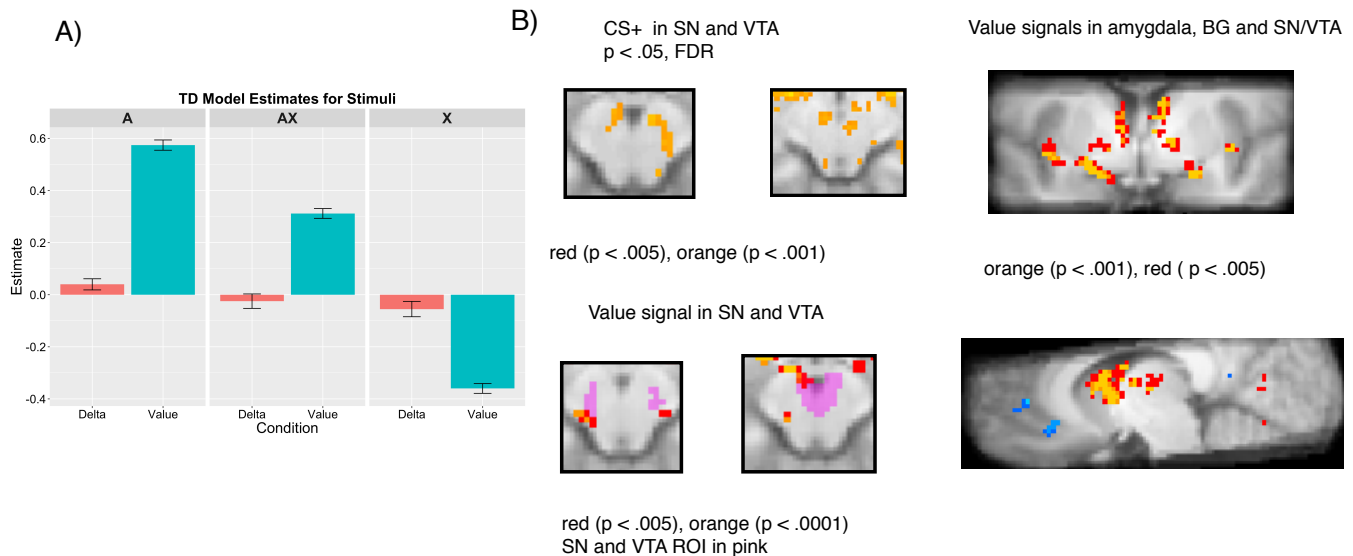 A)
TD Model Estimates for Stimuli
A AX X
0.6
0.4
0.2
0.0
-0.2
-0.4
Estimate
Delta Value Delta Value Delta Value
Condition
B)
CS+ in SN and VTA
p < .05, FDR
red (p < .005), orange (p < .001)
Value signal in SN and VTA
red (p < .005), orange (p < .0001)
SN and VTA ROI in pink
Value signals in amygdala, BG and SN/VTA
orange (p < .001), red ( p < .005)